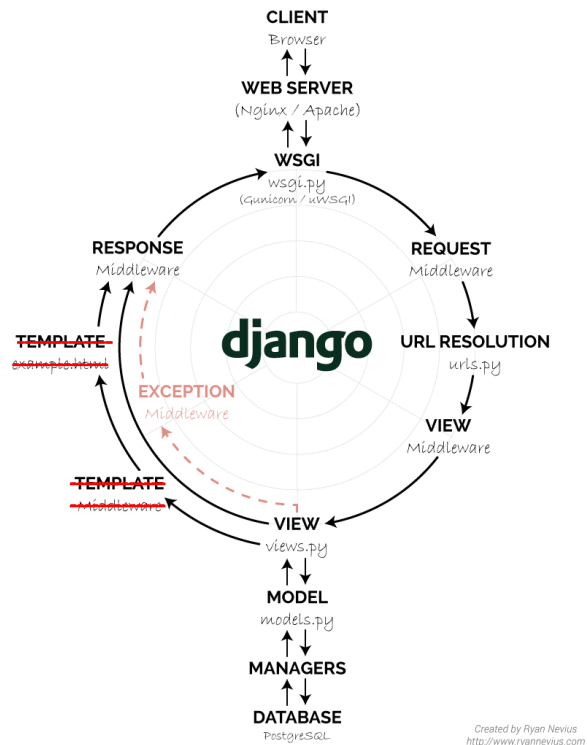 CLIENT
Browser
WEB SERVER
(Nginx / Apache)
WSGI
wsgi.py
(Gunicorn / uWSGI)
RESPONSE
Middleware
REQUEST
Middleware
TEMPLATE
example.html
django
URL RESOLUTION
urls.py
EXCEPTION
Middleware
VIEW
Middleware
TEMPLATE
Middleware
VIEW
views.py
MODEL
models.py
MANAGERS
DATABASE
PostgreSQL
Created by Ryan Nevius
http://www.ryannevius.com